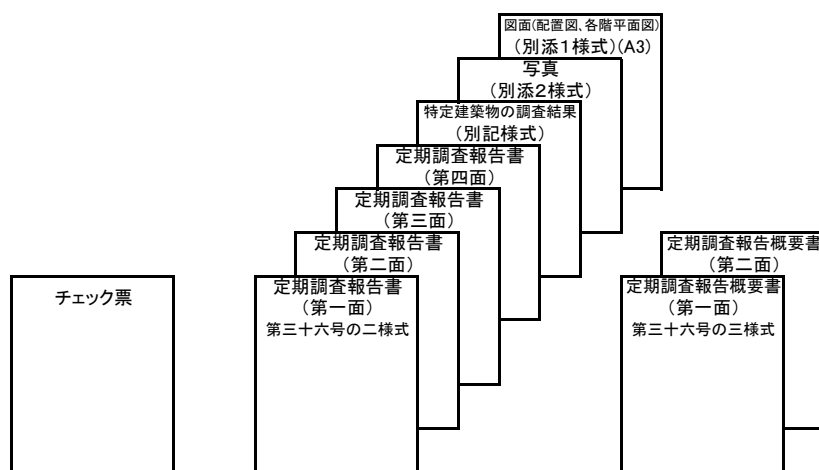 図面(配置図、各階平面図)
(別添1様式)(A3)
写真
(別添2様式)
特定建築物の調査結果
(別記様式)
定期調査報告書
(第四面)
定期調査報告書
(第三面)
定期調査報告書
(第二面)
定期調査報告書
(第一面)
第三十六号の二様式
チェック票
定期調査報告概要書
(第二面)
定期調査報告概要書
(第一面)
第三十六号の三様式